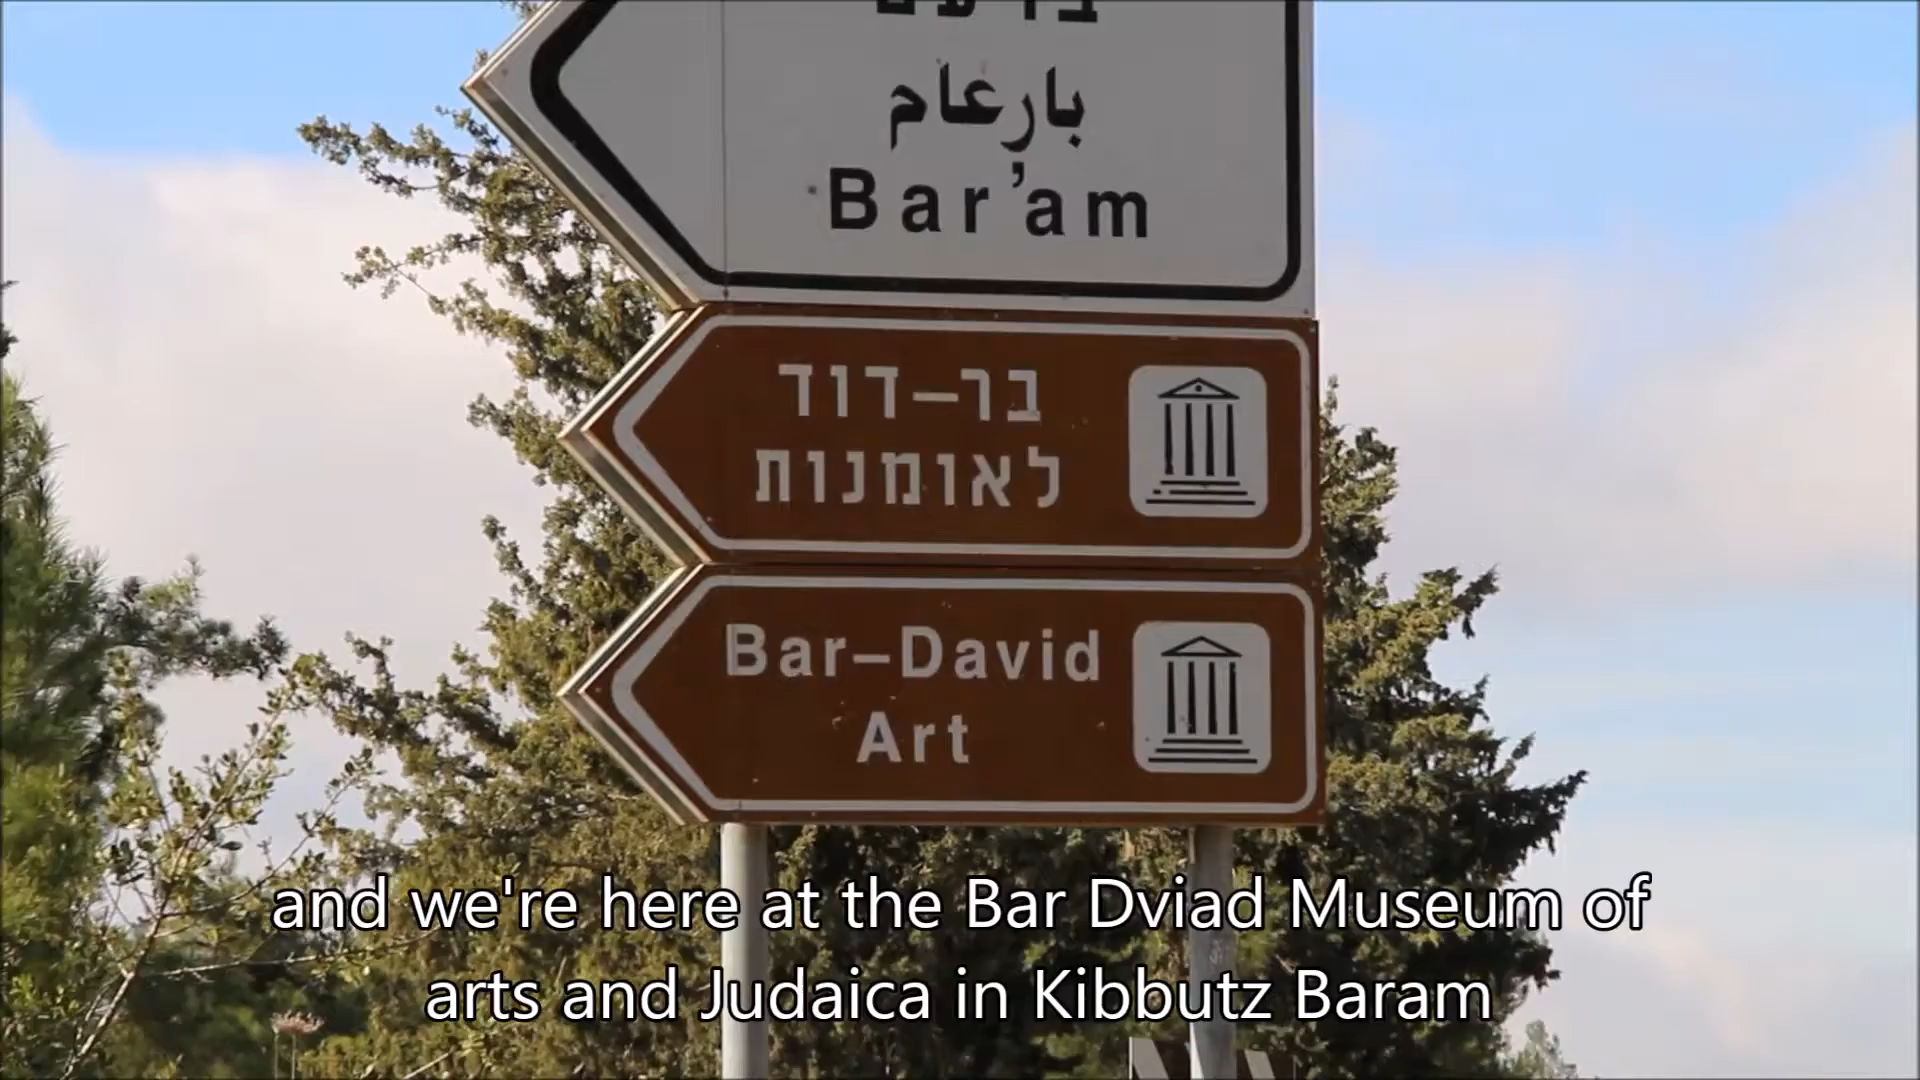 بارعام
Bar'am
בר-דוד
לאומנות
Bar-David
Art
and we're here at the Bar Dviad Museum of
arts and Judaica in Kibbutz Baram